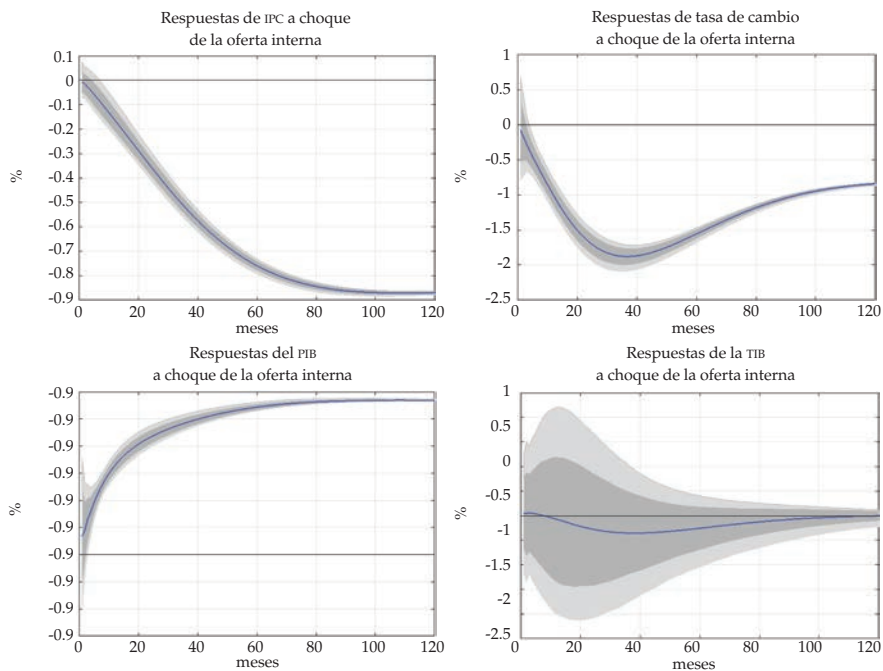 Respuestas de IPC a choque
de la oferta interna
0.1
0
-0.1
-0.2
-0.3
-0.4
-0.5
-0.6
-0.7
-0.8
-0.9
%
0 20 40 60 80 100 120
meses
Respuestas de tasa de cambio
a choque de la oferta interna
1
0.5
0
-0.5
-1
-1.5
-2
-2.5
%
0 20 40 60 80 100 120
meses
Respuestas del PIB
a choque de la oferta interna
-0.9
-0.9
-0.9
-0.9
-0.9
-0.9
-0.9
-0.9
-0.9
-0.9
%
0 20 40 60 80 100 120
meses
Respuestas de la TIB
a choque de la oferta interna
1
0.5
0
-0.5
-1
-1.5
-2
-2.5
%
0 20 40 60 80 100 120
meses